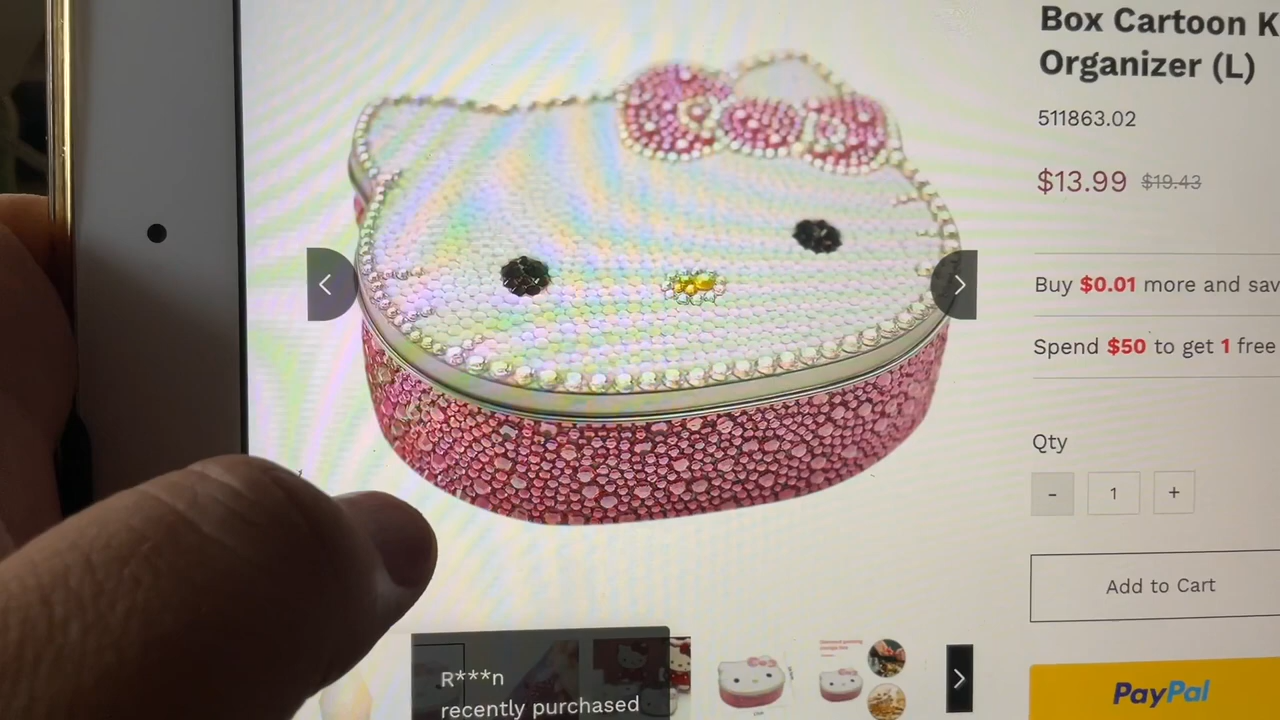 Box Cartoon K
Organizer (L)
511863.02
$13.99 $19.43
Buy $0.01 more and sav
Spend $50 to get 1 free
Qty
- 1 +
Add to Cart
PayPal
R***n
recently purchased